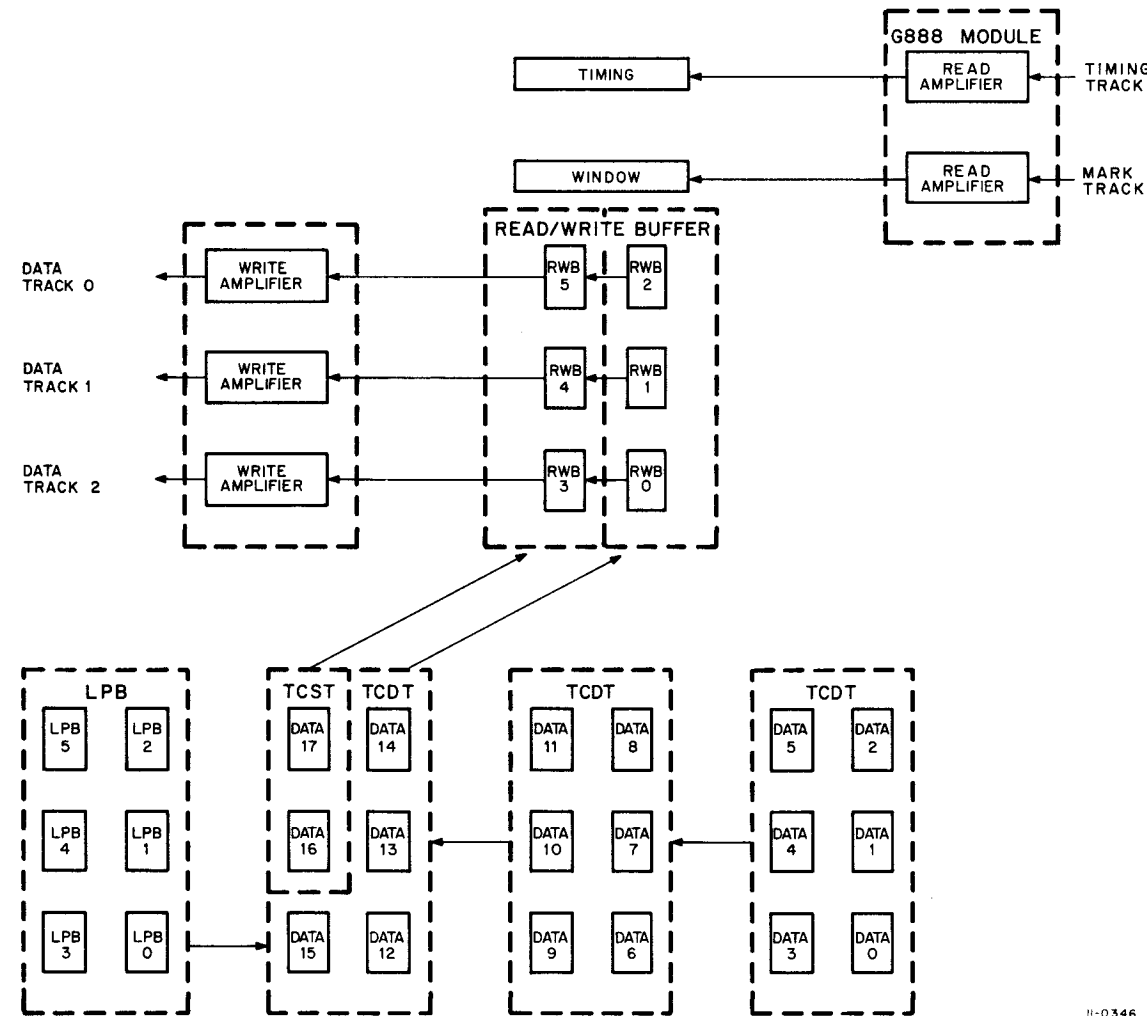 G888 MODULE
TIMING
READ
AMPLIFIER
TIMING
TRACK
WINDOW
READ
AMPLIFIER
MARK
TRACK
READ/WRITE BUFFER
DATA
TRACK 0
WRITE
AMPLIFIER
RWB
5
RWB
2
DATA
TRACK 1
WRITE
AMPLIFIER
RWB
4
RWB
1
DATA
TRACK 2
WRITE
AMPLIFIER
RWB
3
RWB
0
LPB
TCST
TCDT
TCDT
TCDT
LPB
5
LPB
2
DATA
17
DATA
14
DATA
11
DATA
8
DATA
5
DATA
2
LPB
4
LPB
1
DATA
16
DATA
13
DATA
10
DATA
7
DATA
4
DATA
1
LPB
3
LPB
0
DATA
15
DATA
12
DATA
9
DATA
6
DATA
3
DATA
0
11-0346